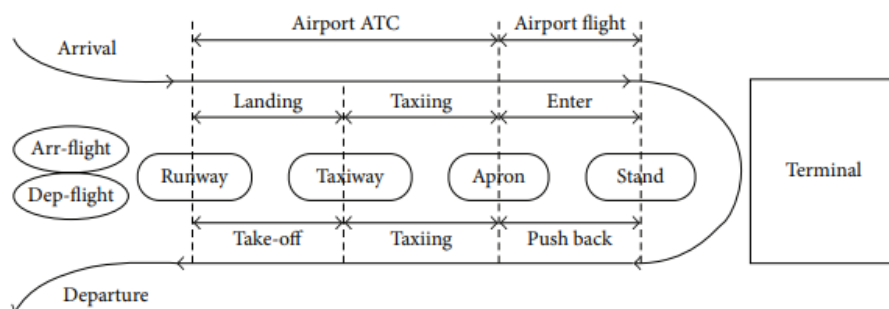 Airport ATC Airport flight
Arrival
Landing Taxiing Enter
Arr-flight
Dep-flight
Runway Taxiway Apron Stand
Terminal
Take-off Taxiing Push back
Departure